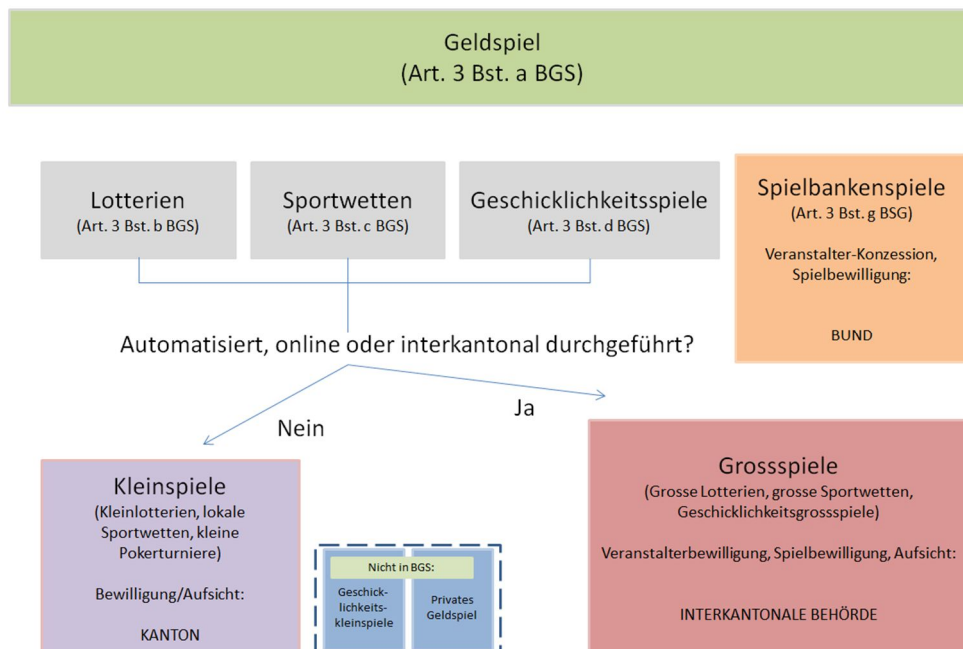 Geldspiel
(Art. 3 Bst. a BGS)
Lotterien
(Art. 3 Bst. b BGS)
Sportwetten
(Art. 3 Bst. c BGS)
Geschicklichkeitsspiele
(Art. 3 Bst. d BGS)
Spielbankenspiele
(Art. 3 Bst. g BSG)
Veranstalter-Konzession,
Spielbewilligung:
BUND
Automatisiert, online oder interkantonal durchgeführt?
Nein
Ja
Kleinspiele
(Kleinlotterien, lokale
Sportwetten, kleine
Pokerturniere)
Bewilligung/Aufsicht:
KANTON
Nicht in BGS:
Geschick-
lichkeits-
kleinspiele
Privates
Geldspiel
Grossspiele
(Grosse Lotterien, grosse Sportwetten,
Geschicklichkeitsgrossspiele)
Veranstalterbewilligung, Spielbewilligung, Aufsicht:
INTERKANTONALE BEHÖRDE